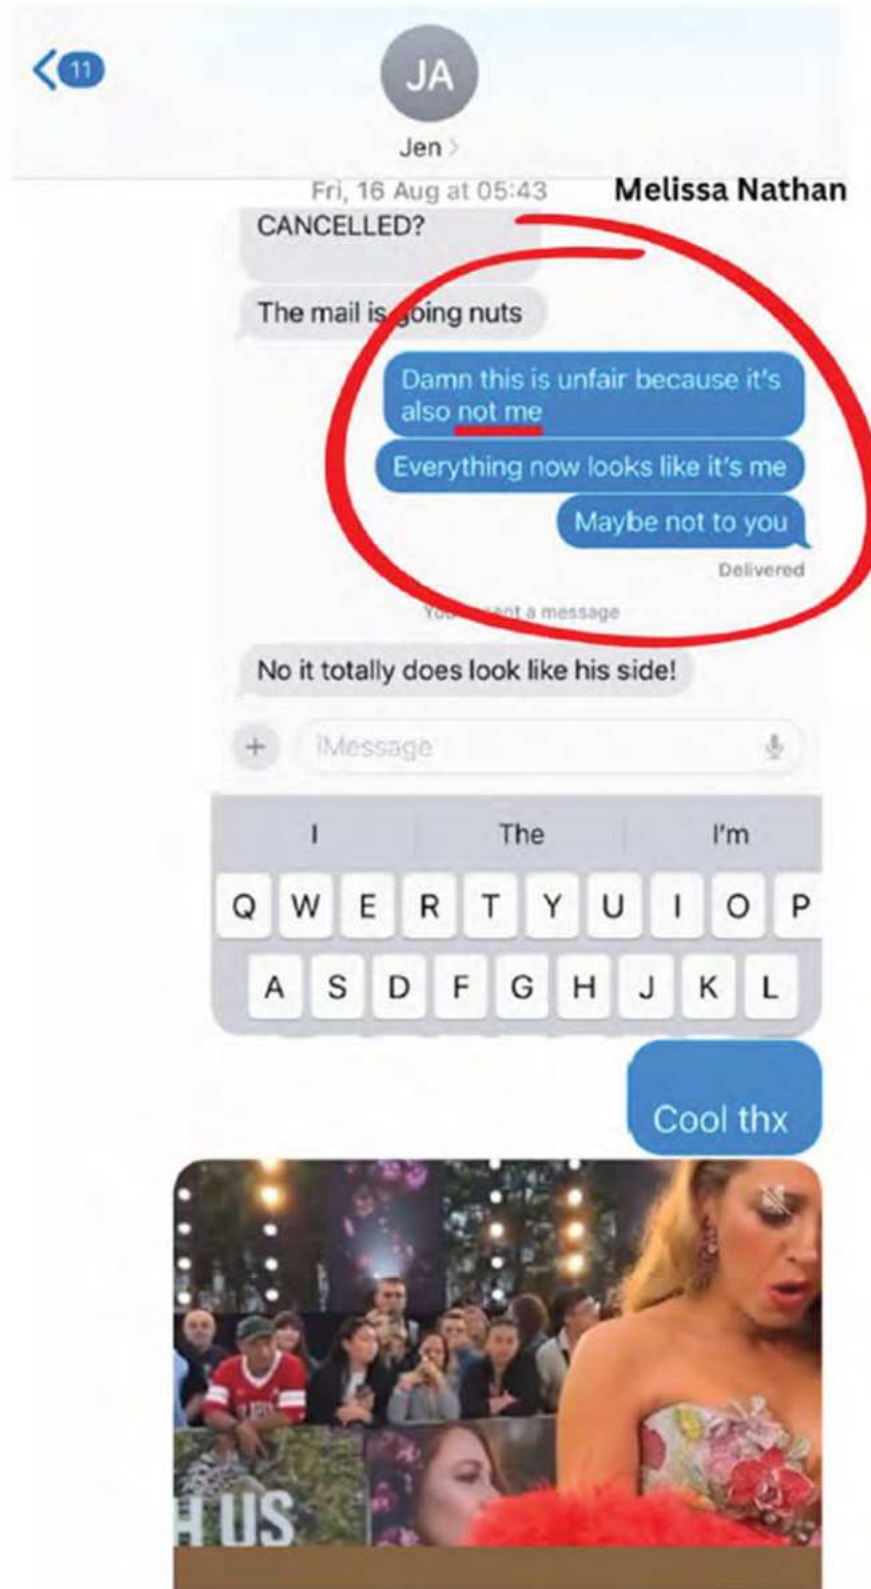 11
JA
Jen
Fri, 16 Aug at 05:43
Melissa Nathan
CANCELLED?
The mail is going nuts
Damn this is unfair because it's
also not me
Everything now looks like it's me
Maybe not to you
Delivered
a message
No it totally does look like his side!
+ iMessage
I The I'm
Q W E R T Y U I O P
A S D F G H J K L
Cool thx
H US